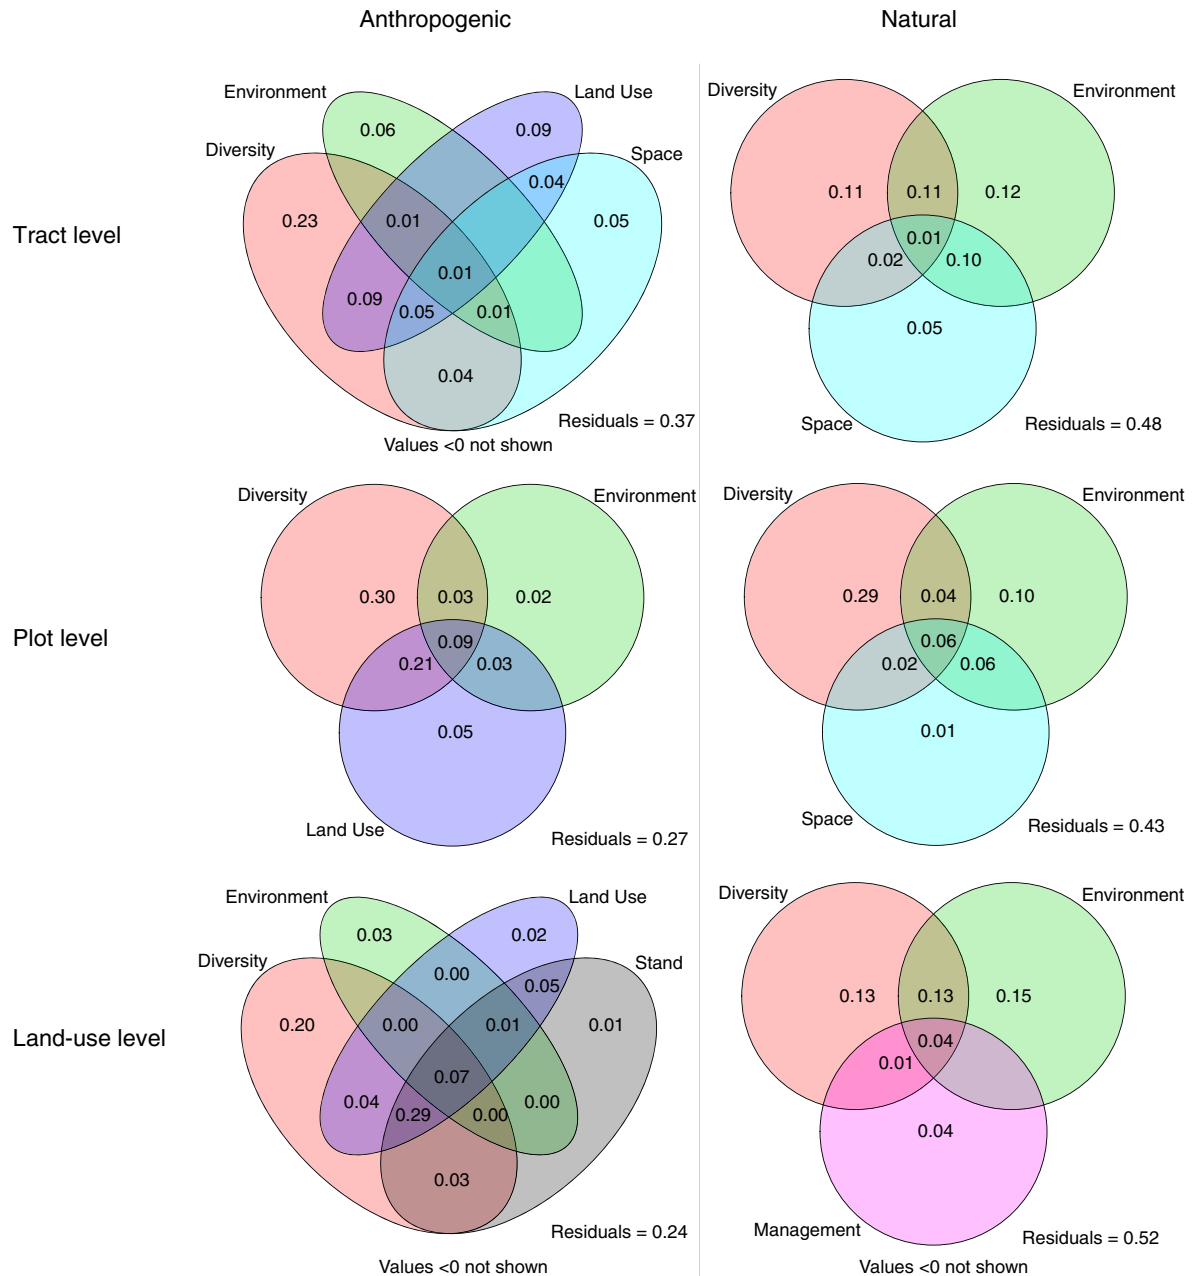 Anthropogenic
Natural
Tract level
Environment
Land Use
Diversity
Space
0.06
0.09
0.04
0.23
0.01
0.05
0.01
0.09
0.05
0.01
0.04
Residuals = 0.37
Values <0 not shown
Diversity
Environment
0.11
0.11
0.12
0.01
0.02
0.10
0.05
Space
Residuals = 0.48
Plot level
Diversity
Environment
0.30
0.03
0.02
0.09
0.21
0.03
0.05
Land Use
Residuals = 0.27
Diversity
Environment
0.29
0.04
0.10
0.06
0.02
0.06
0.01
Space
Residuals = 0.43
Land-use level
Environment
Land Use
Diversity
Stand
0.03
0.02
0.00
0.05
0.20
0.00
0.01
0.01
0.07
0.04
0.29
0.00
0.00
0.03
Residuals = 0.24
Values <0 not shown
Diversity
Environment
0.13
0.13
0.15
0.04
0.01
0.04
Management
Residuals = 0.52
Values <0 not shown